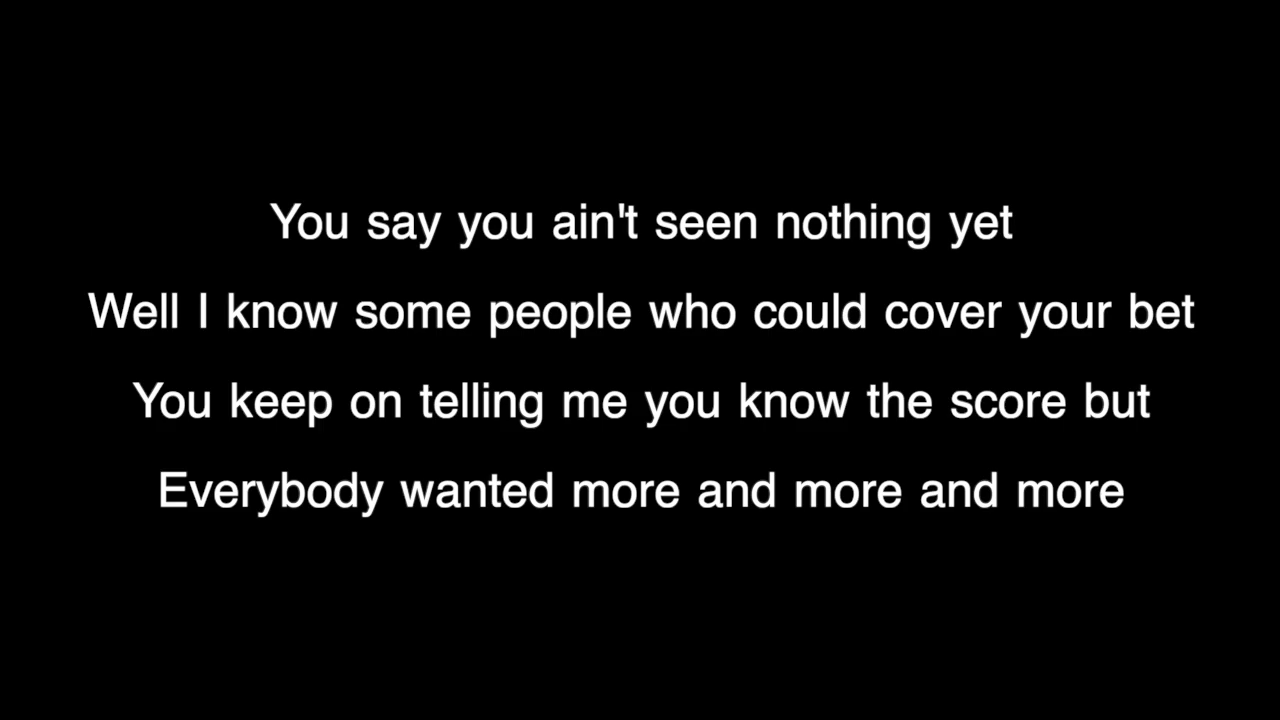 You say you ain't seen nothing yet
Well I know some people who could cover your bet
You keep on telling me you know the score but
Everybody wanted more and more and more